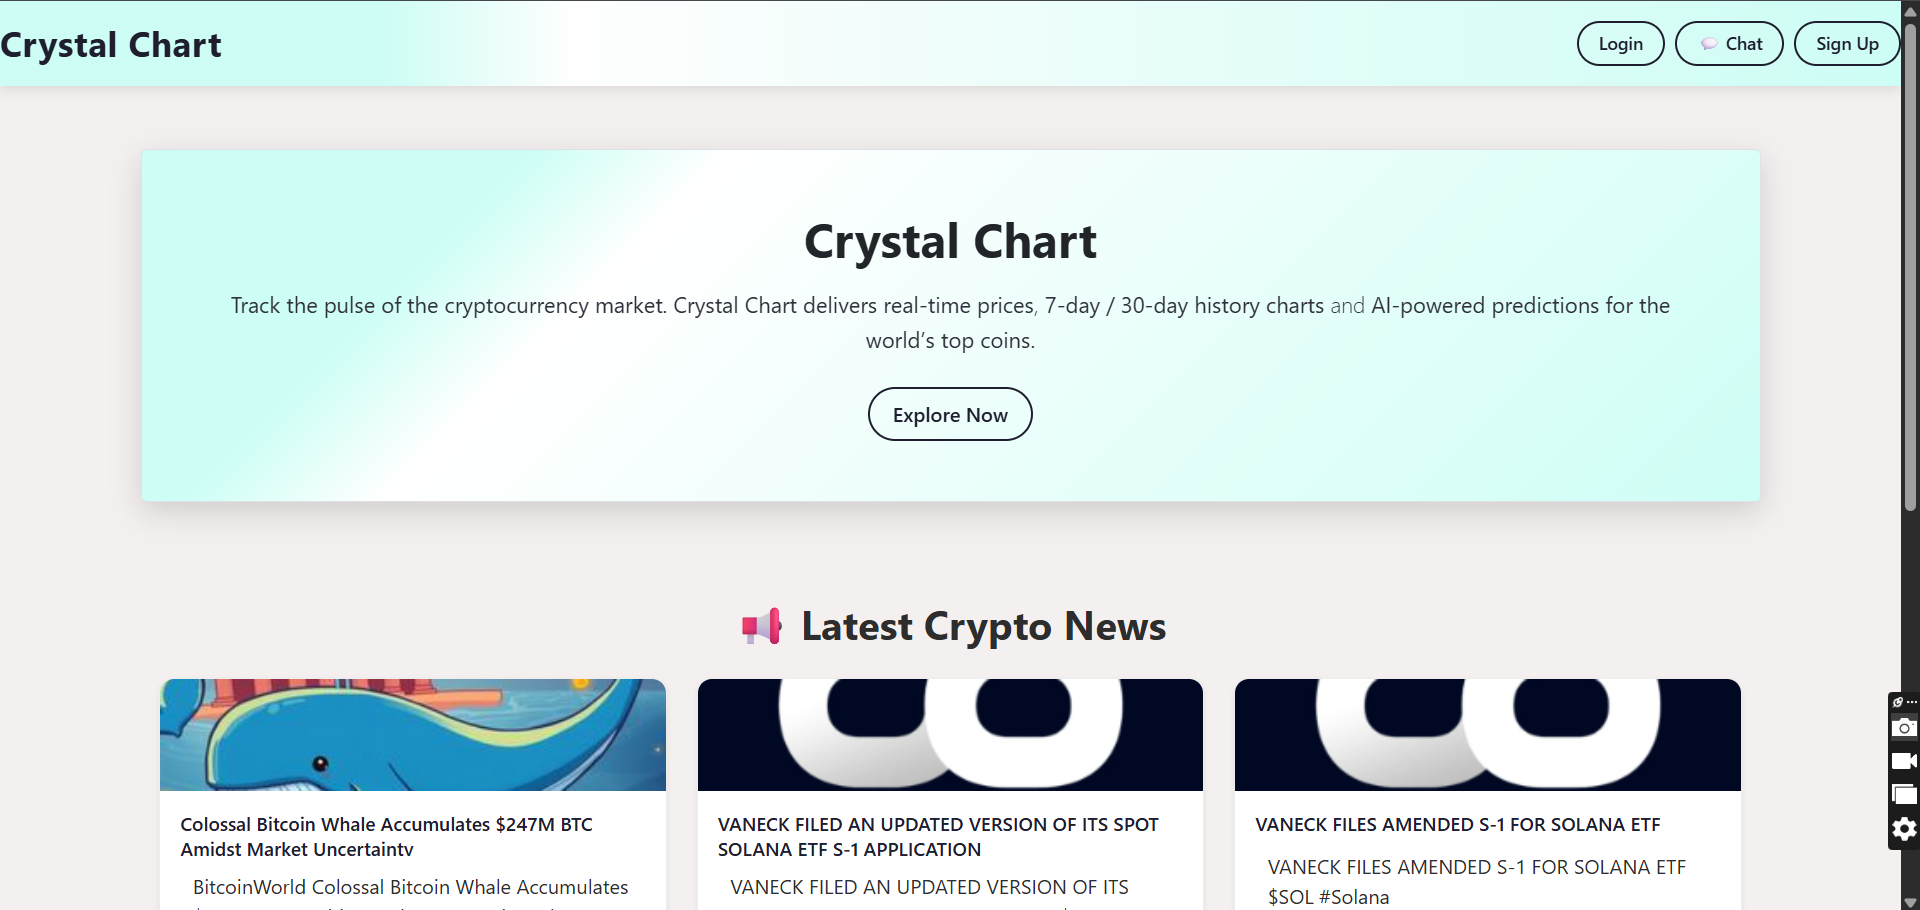 Crystal Chart
Login
Chat
Sign Up
Crystal Chart
Track the pulse of the cryptocurrency market. Crystal Chart delivers real-time prices, 7-day / 30-day history charts and AI-powered predictions for the
world’s top coins.
Explore Now
Latest Crypto News
Colossal Bitcoin Whale Accumulates $247M BTC
Amidst Market Uncertainty
BitcoinWorld Colossal Bitcoin Whale Accumulates
VANECK FILED AN UPDATED VERSION OF ITS SPOT
SOLANA ETF S-1 APPLICATION
VANECK FILED AN UPDATED VERSION OF ITS
VANECK FILES AMENDED S-1 FOR SOLANA ETF
VANECK FILES AMENDED S-1 FOR SOLANA ETF
$SOL #Solana